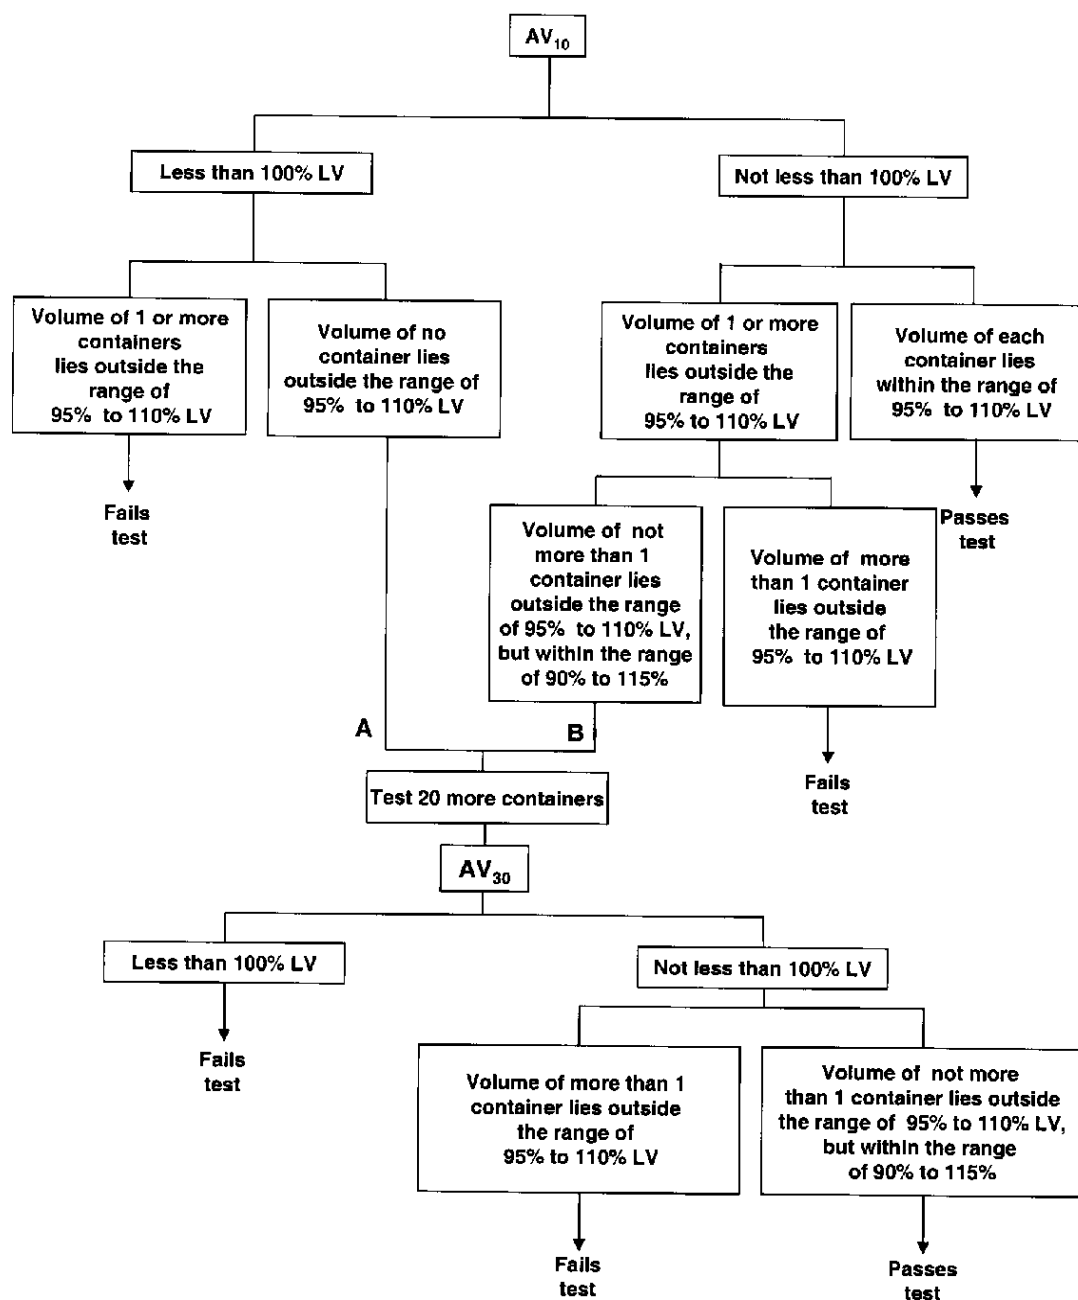 AV10
Less than 100% LV
Not less than 100% LV
Volume of 1 or more
containers
lies outside the
range of
95% to 110% LV
Volume of no
container lies
outside the range of
95% to 110% LV
Volume of 1 or more
containers
lies outside the
range of
95% to 110% LV
Volume of each
container lies
within the range of
95% to 110% LV
Fails
test
Passes
test
Volume of not
more than 1
container lies
outside the range
of 95% to 110% LV,
but within the range
of 90% to 115%
Volume of more
than 1 container
lies outside
the range of
95% to 110% LV
A
B
Fails
test
Test 20 more containers
AV30
Less than 100% LV
Not less than 100% LV
Fails
test
Volume of more than 1
container lies outside
the range of
95% to 110% LV
Volume of not more
than 1 container lies outside
the range of 95% to 110% LV,
but within the range
of 90% to 115%
Fails
test
Passes
test